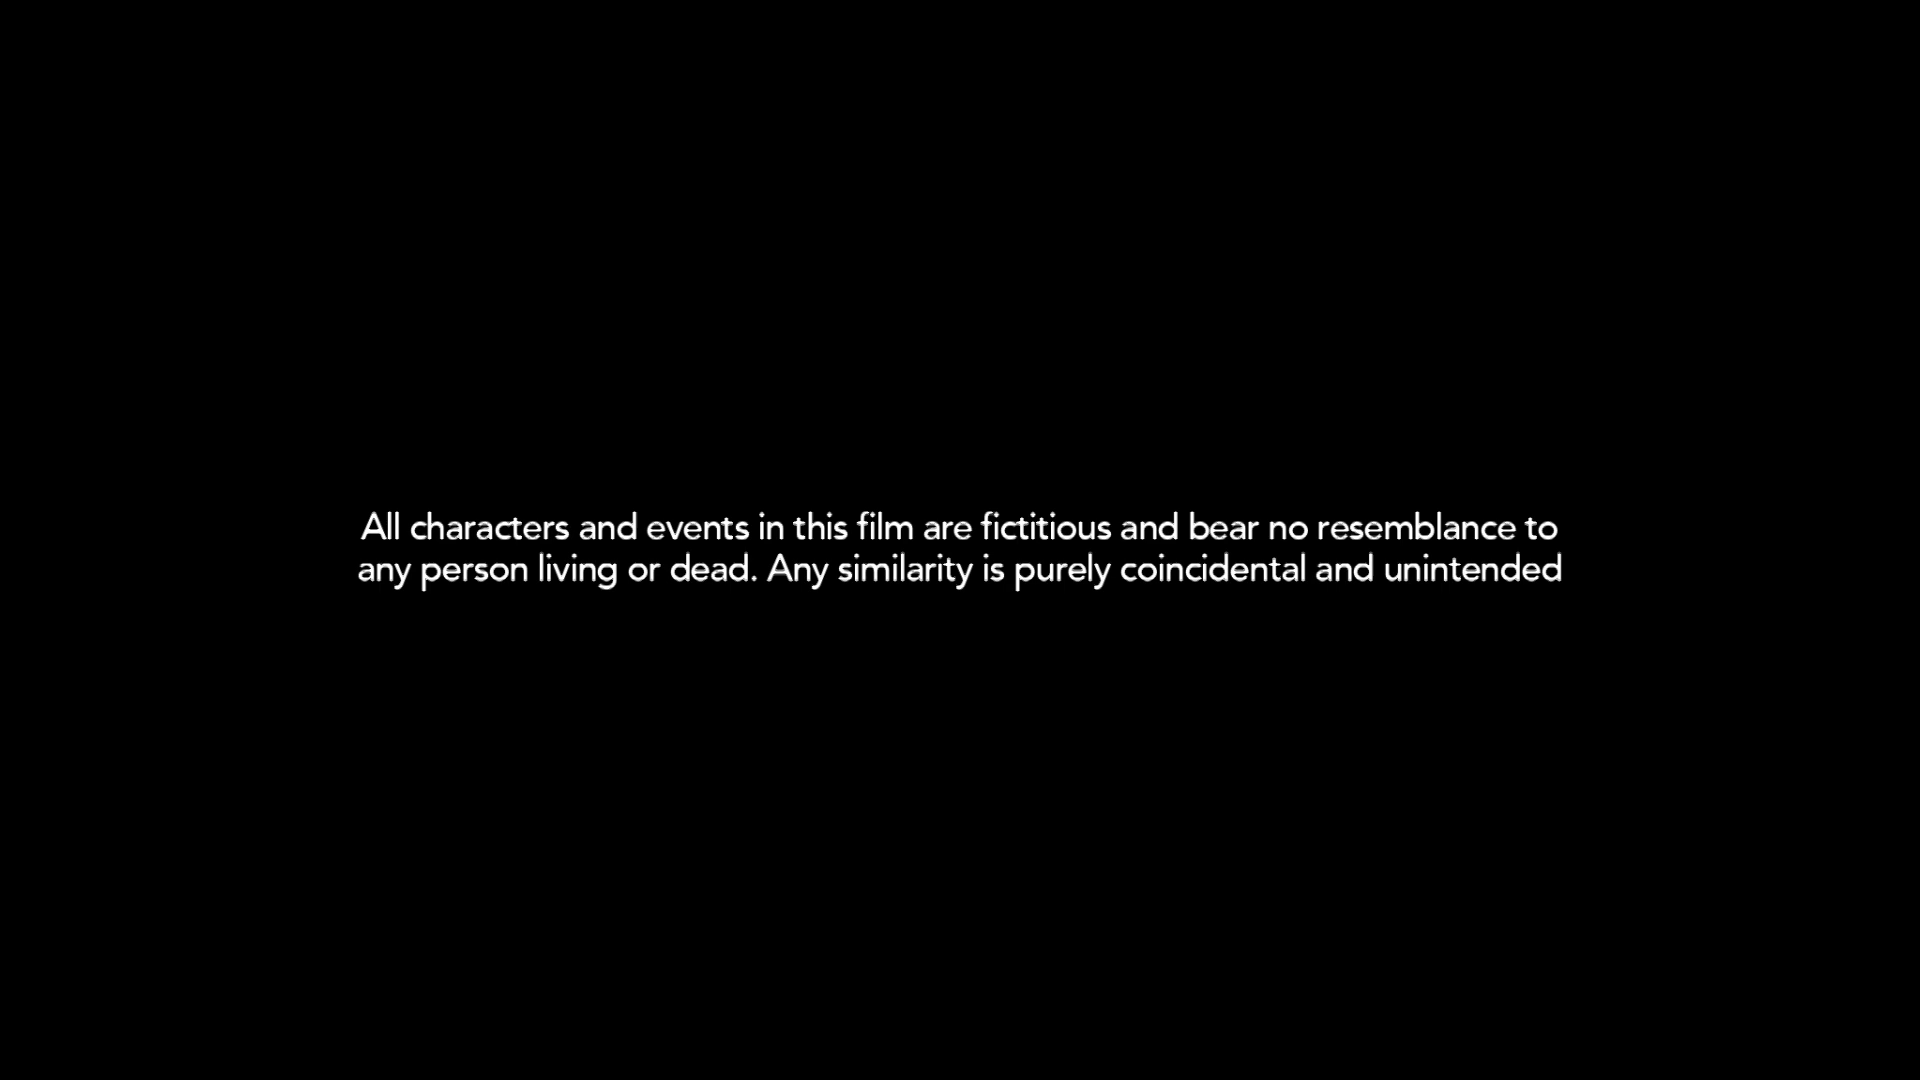 All characters and events in this film are fictitious and bear no resemblance to
any person living or dead. Any similarity is purely coincidental and unintended